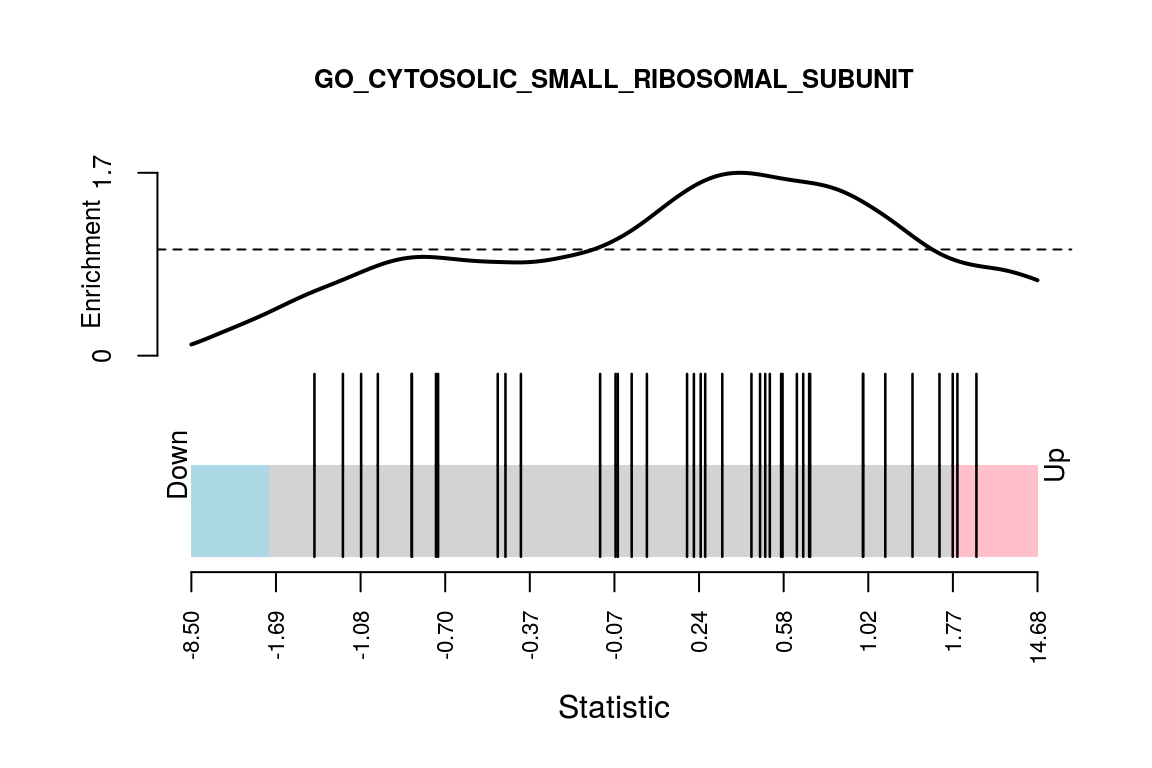 GO_CYTOSOLIC_SMALL_RIBOSOMAL_SUBUNIT
Enrichment
1.7
0
Down
Up
-8.50 -1.69 -1.08 -0.70 -0.37 -0.07 0.24 0.58 1.02 1.77 14.68
Statistic